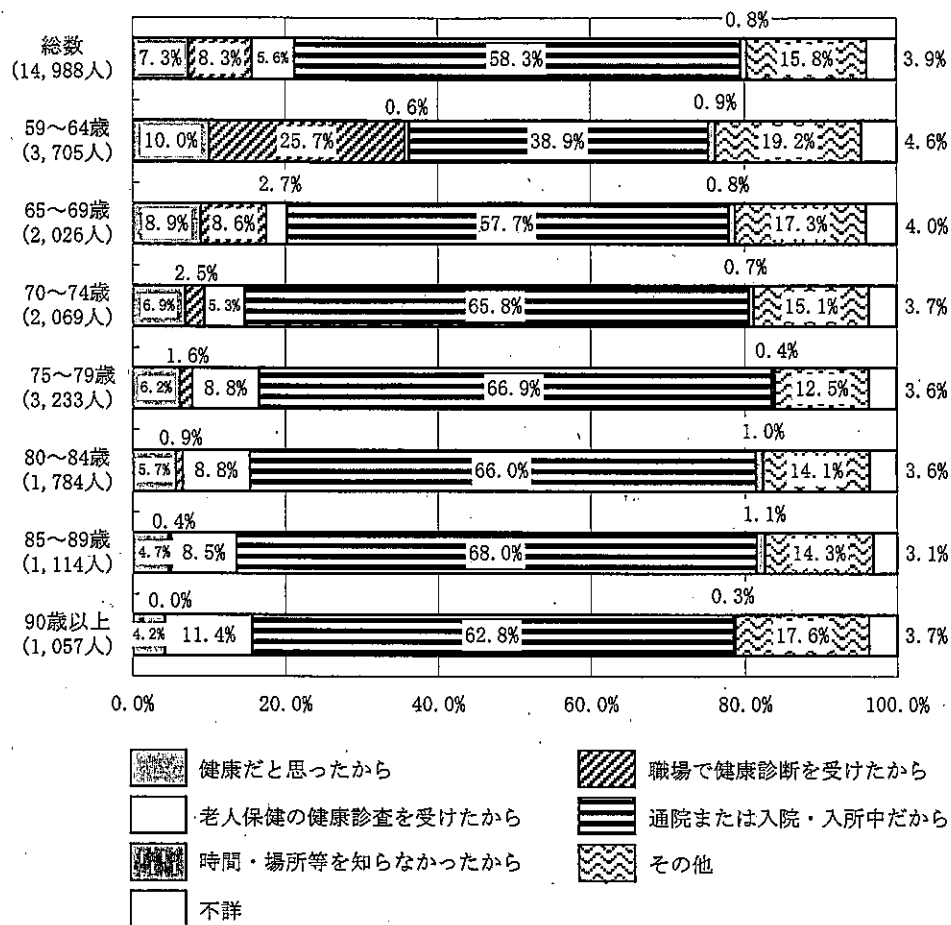 0.8%
総数 7.3% 8.3% 5.6% 58.3% 15.8% 3.9%
(14,988人)
0.6% 0.9%
59～64歳 10.0% 25.7% 38.9% 19.2% 4.6%
(3,705人)
2.7% 0.8%
65～69歳 8.9% 8.6% 57.7% 17.3% 4.0%
(2,026人)
2.5% 0.7%
70～74歳 6.9% 5.3% 65.8% 15.1% 3.7%
(2,069人)
1.6% 0.4%
75～79歳 6.2% 8.8% 66.9% 12.5% 3.6%
(3,233人)
0.9% 1.0%
80～84歳 5.7% 8.8% 66.0% 14.1% 3.6%
(1,784人)
0.4% 1.1%
85～89歳 4.7% 8.5% 68.0% 14.3% 3.1%
(1,114人)
0.0% 0.3%
90歳以上 4.2% 11.4% 62.8% 17.6% 3.7%
(1,057人)
0.0% 20.0% 40.0% 60.0% 80.0% 100.0%
健康だと思ったから 職場で健康診断を受けたから
老人保健の健康診査を受けたから 通院または入院・入所中だから
時間・場所等を知らなかったから その他
不詳